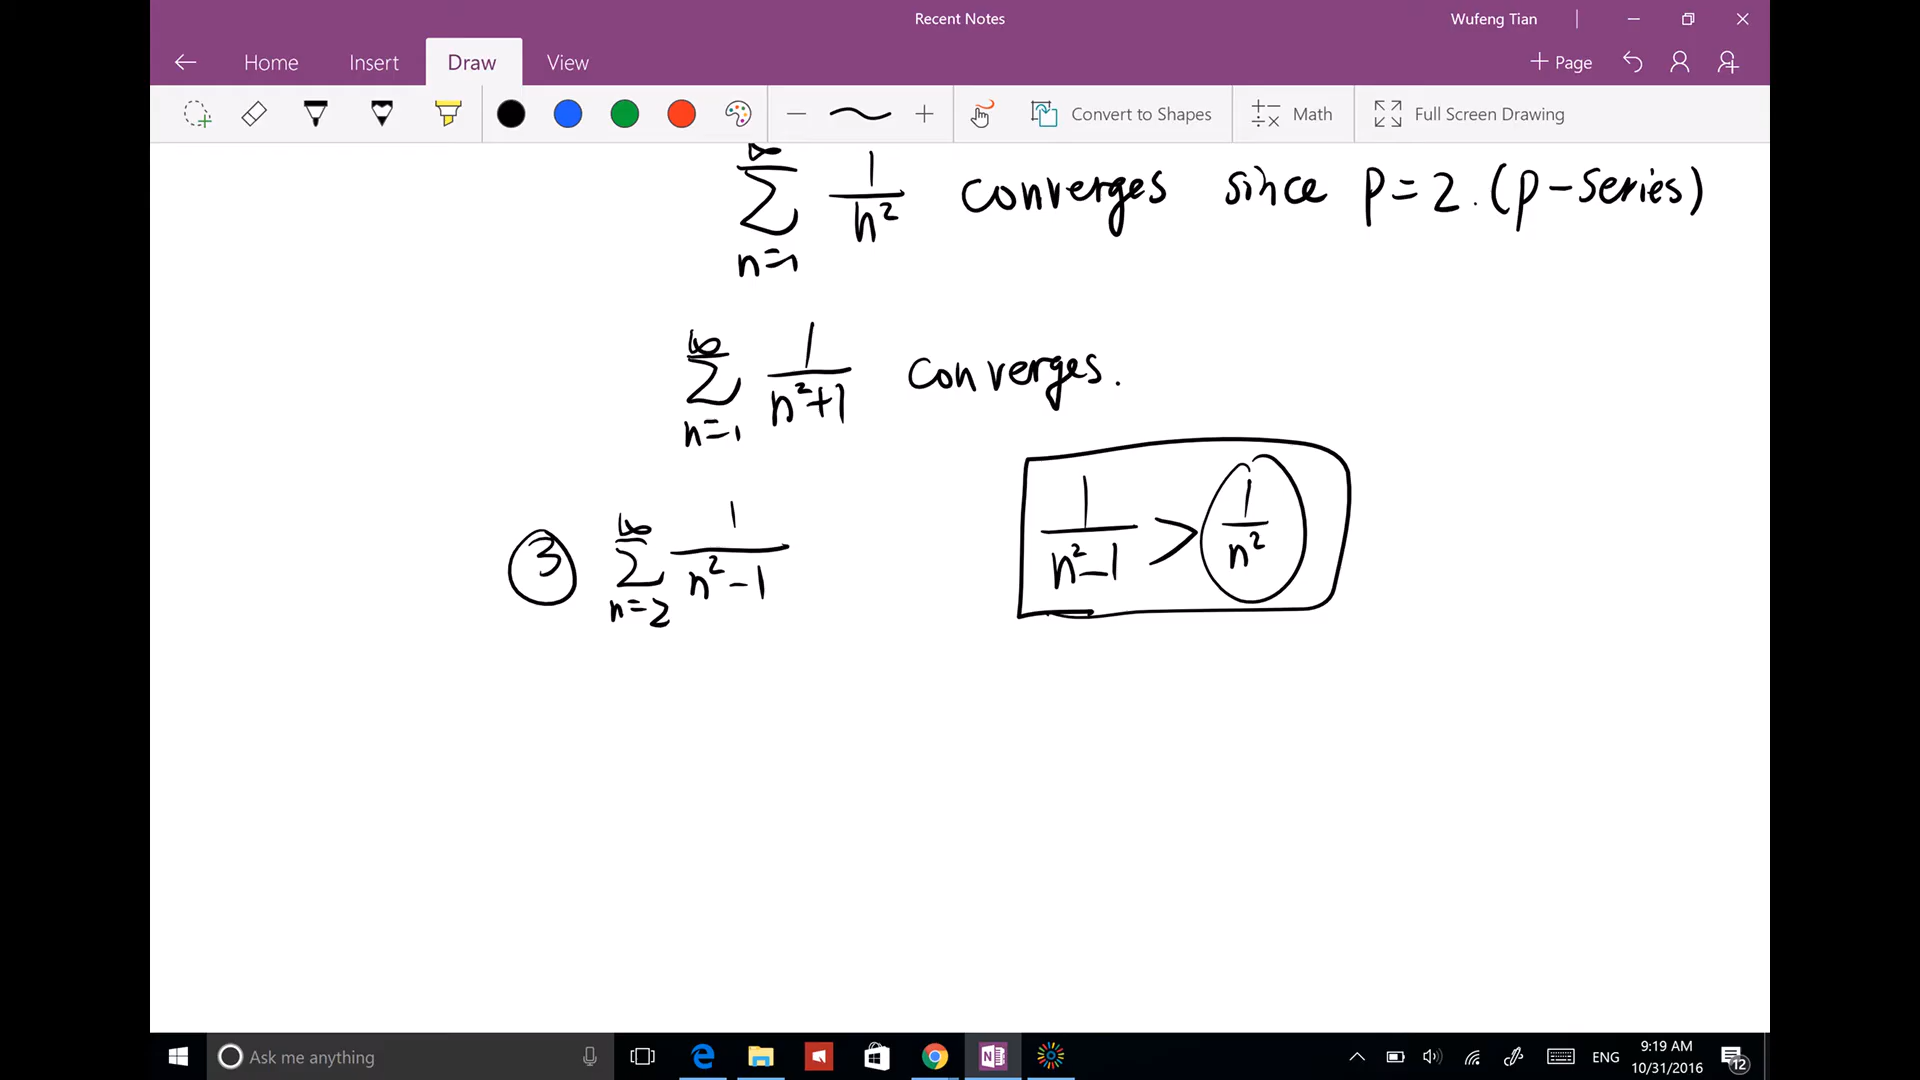 Recent Notes
Wufeng Tian
Home Insert Draw View
+ Page
Convert to Shapes
Math
Full Screen Drawing
∞ ∑ n=1 1/n² converges since p=2. (p-series)
∞ ∑ n=1 1/(n²+1) converges.
③ ∞ ∑ n=2 1/(n²-1)
1/(n²-1) > 1/n²
Ask me anything
ENG
9:19 AM
10/31/2016
12